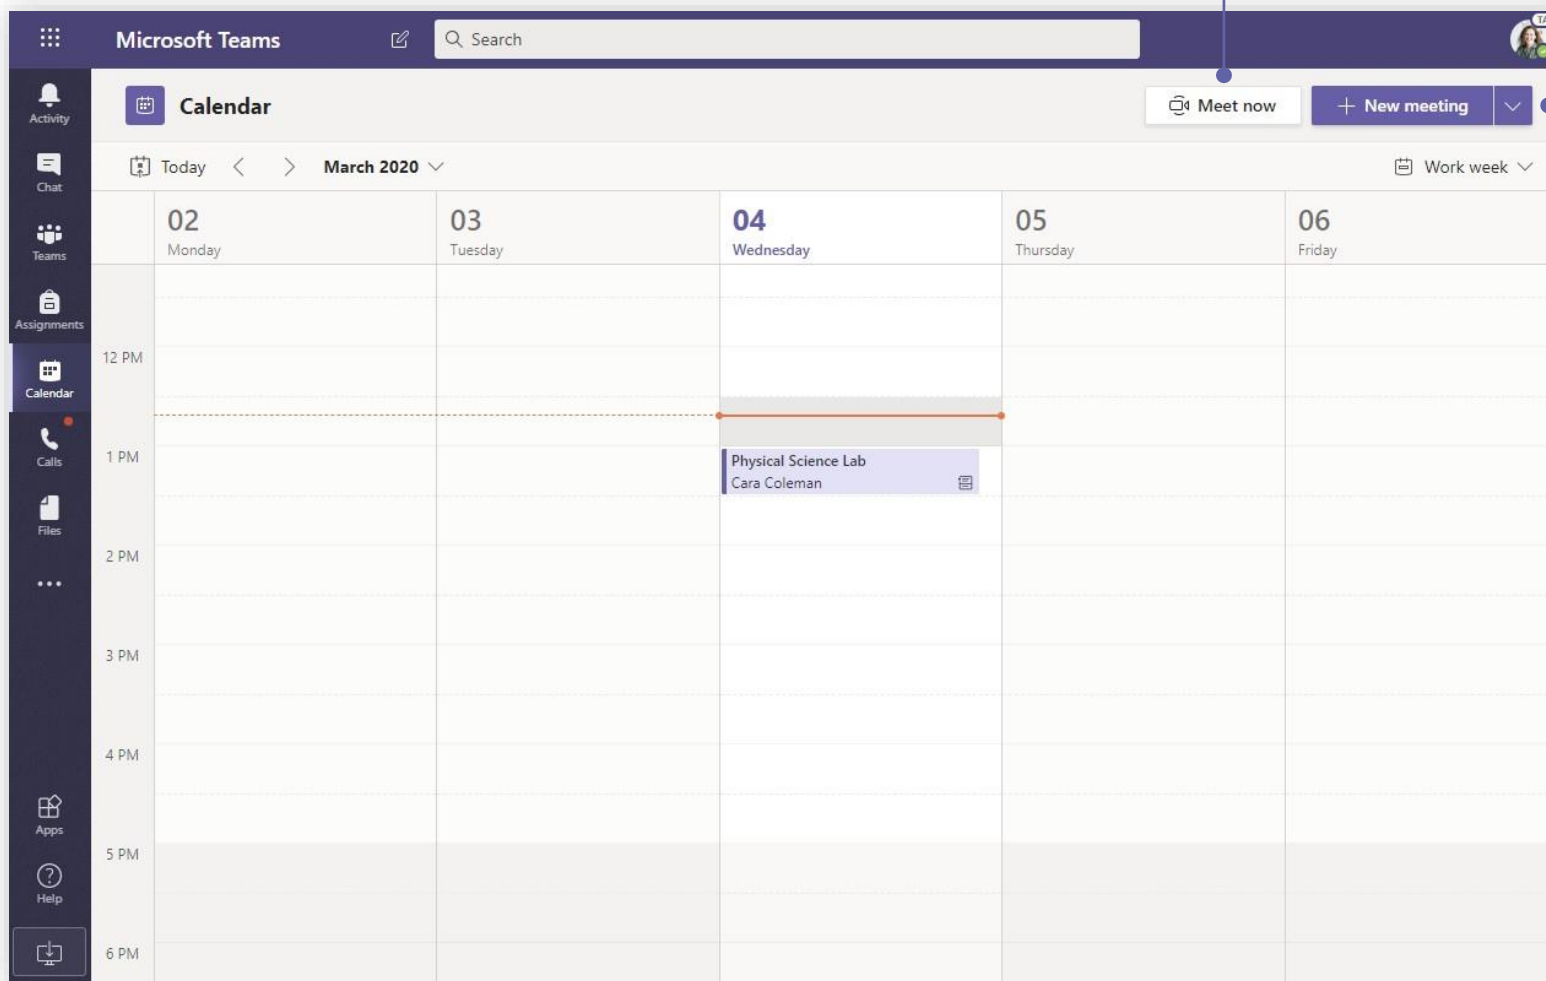 Microsoft Teams
Search
TA
Activity
Chat
Teams
Assignments
Calendar
Calls
Files
Apps
Help
Calendar
Meet now
New meeting
Today
March 2020
Work week
02
Monday
03
Tuesday
04
Wednesday
05
Thursday
06
Friday
12 PM
1 PM
Physical Science Lab
Cara Coleman
2 PM
3 PM
4 PM
5 PM
6 PM